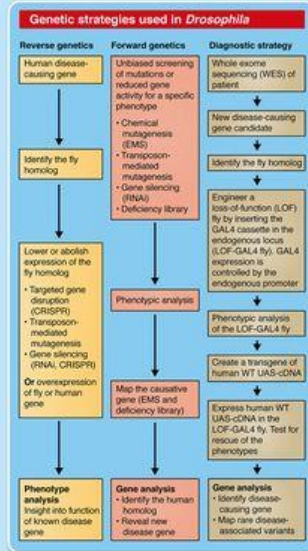 Genetic strategies used in Drosophila
Reverse genetics
Human disease-
causing gene
Identify the fly
homolog
Lower or abolish
expression of the
fly homolog
• Targeted gene
disruption
(CRISPR)
• Transposon-
mediated
mutagenesis
• Gene silencing
(RNAi, CRISPR)
Or overexpression
of fly or human
gene
Phenotype
analysis
Insight into function
of known disease
gene
Forward genetics
Unbiased screening
of mutations or
reduced gene
activity for a specific
phenotype
• Chemical
mutagenesis
(EMS)
• Transposon-
mediated
mutagenesis
• Gene silencing
(RNAi)
• Deficiency library
Phenotypic analysis
Map the causative
gene (EMS and
deficiency library)
Gene analysis
• Identify the human
homolog
• Reveal new
disease gene
Diagnostic strategy
Whole exome
sequencing (WES) of
patient
New disease-causing
gene candidate
Identify the fly homolog
Engineer a
loss-of-function (LOF)
fly by inserting the
GAL4 cassette in the
endogenous locus
(LOF-GAL4 fly). GAL4
expression is
controlled by the
endogenous promoter
Phenotypic analysis
of the LOF-GAL4 fly
Create a transgene of
human WT UAS-cDNA
Express human WT
UAS-cDNA in the
LOF-GAL4 fly. Test for
rescue of the
phenotypes
Gene analysis
• Identify disease-
causing gene
• Map rare disease-
associated variants